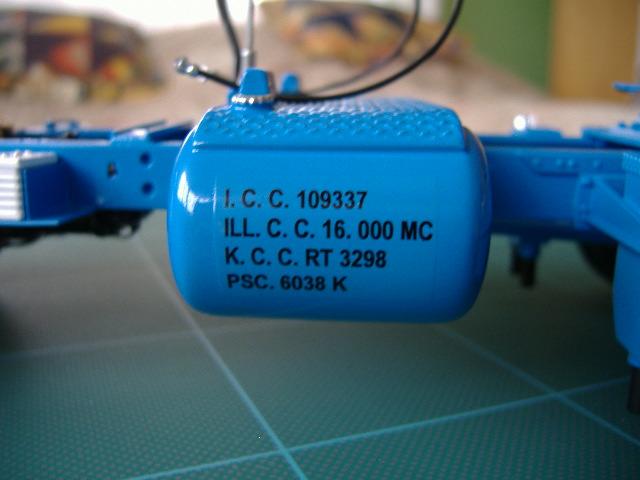 I. C. C. 109337
ILL. C. C. 16. 000 MC
K. C. C. RT 3298
PSC. 6038 K